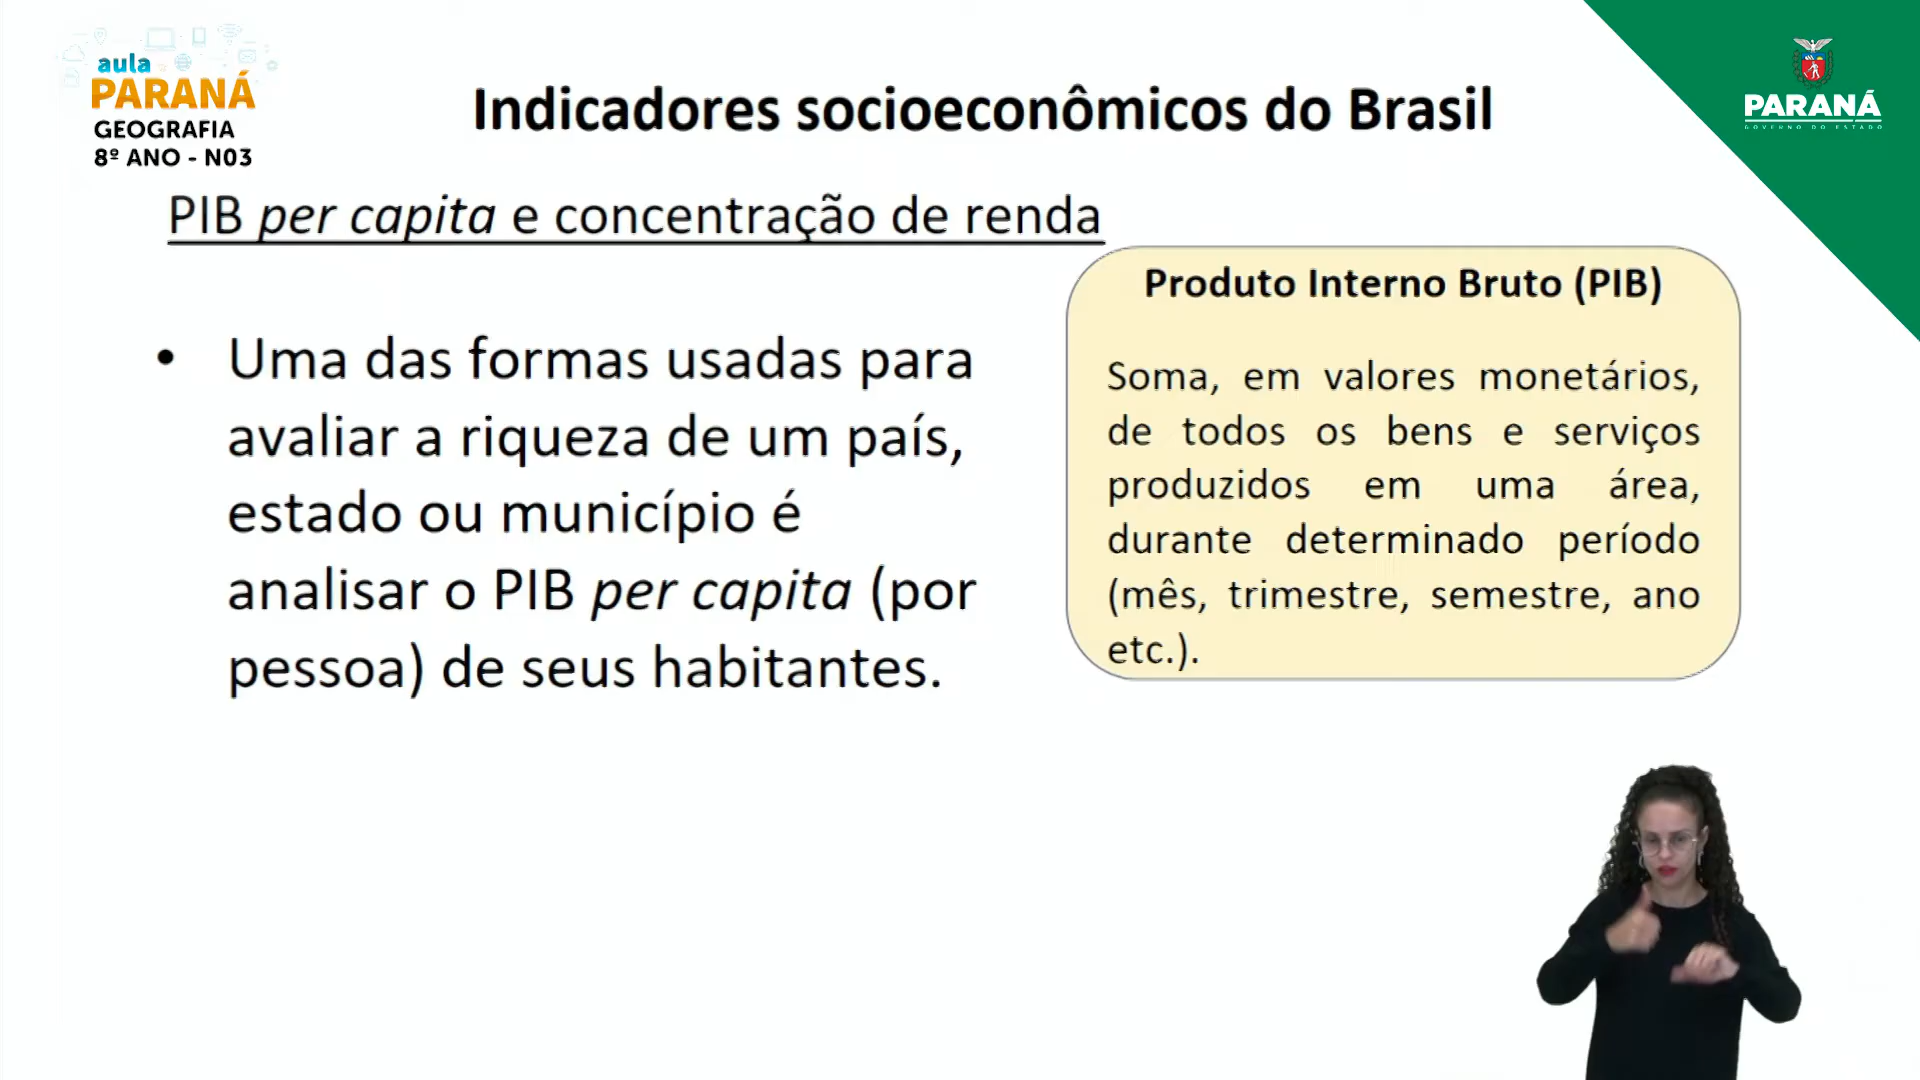 aula
PARANÁ
GEOGRAFIA
8º ANO - N03
Indicadores socioeconômicos do Brasil
PARANÁ
GOVERNO DO ESTADO
PIB per capita e concentração de renda
• Uma das formas usadas para
avaliar a riqueza de um país,
estado ou município é
analisar o PIB per capita (por
pessoa) de seus habitantes.
Produto Interno Bruto (PIB)
Soma, em valores monetários,
de todos os bens e serviços
produzidos em uma área,
durante determinado período
(mês, trimestre, semestre, ano
etc.).